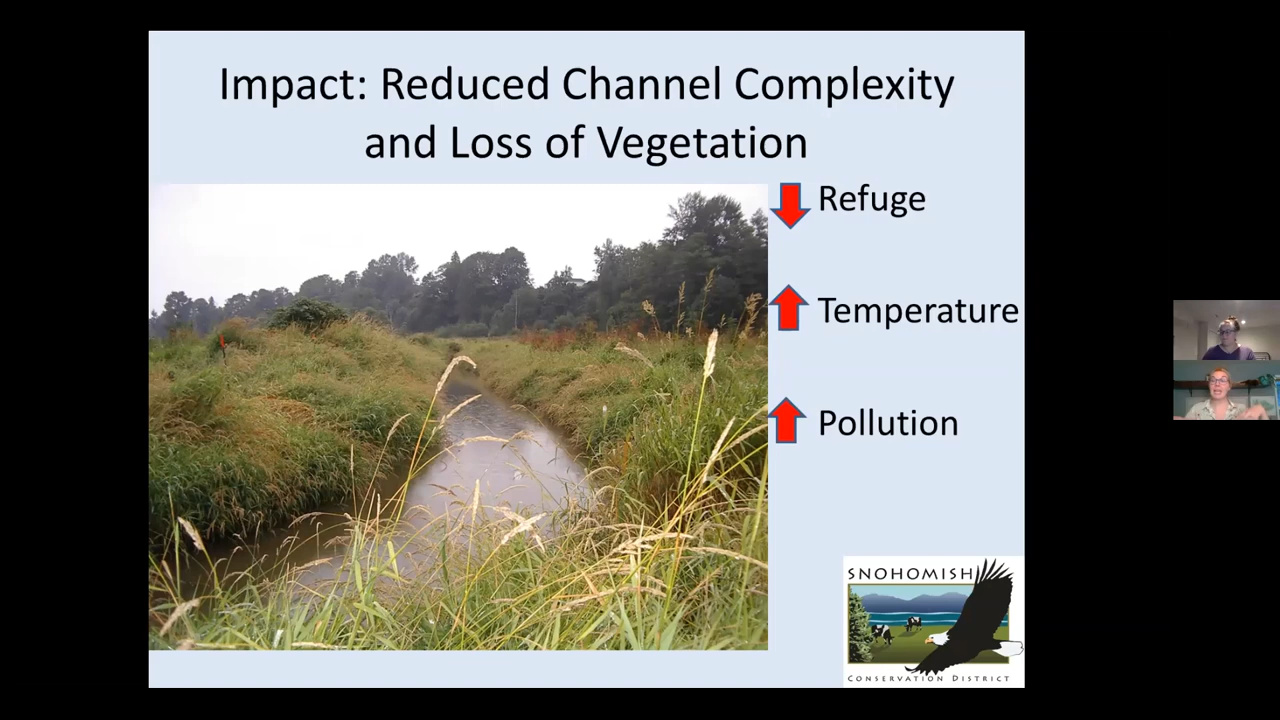 Impact: Reduced Channel Complexity
and Loss of Vegetation
Refuge
Temperature
Pollution
SNOHOMISH
CONSERVATION DISTRICT